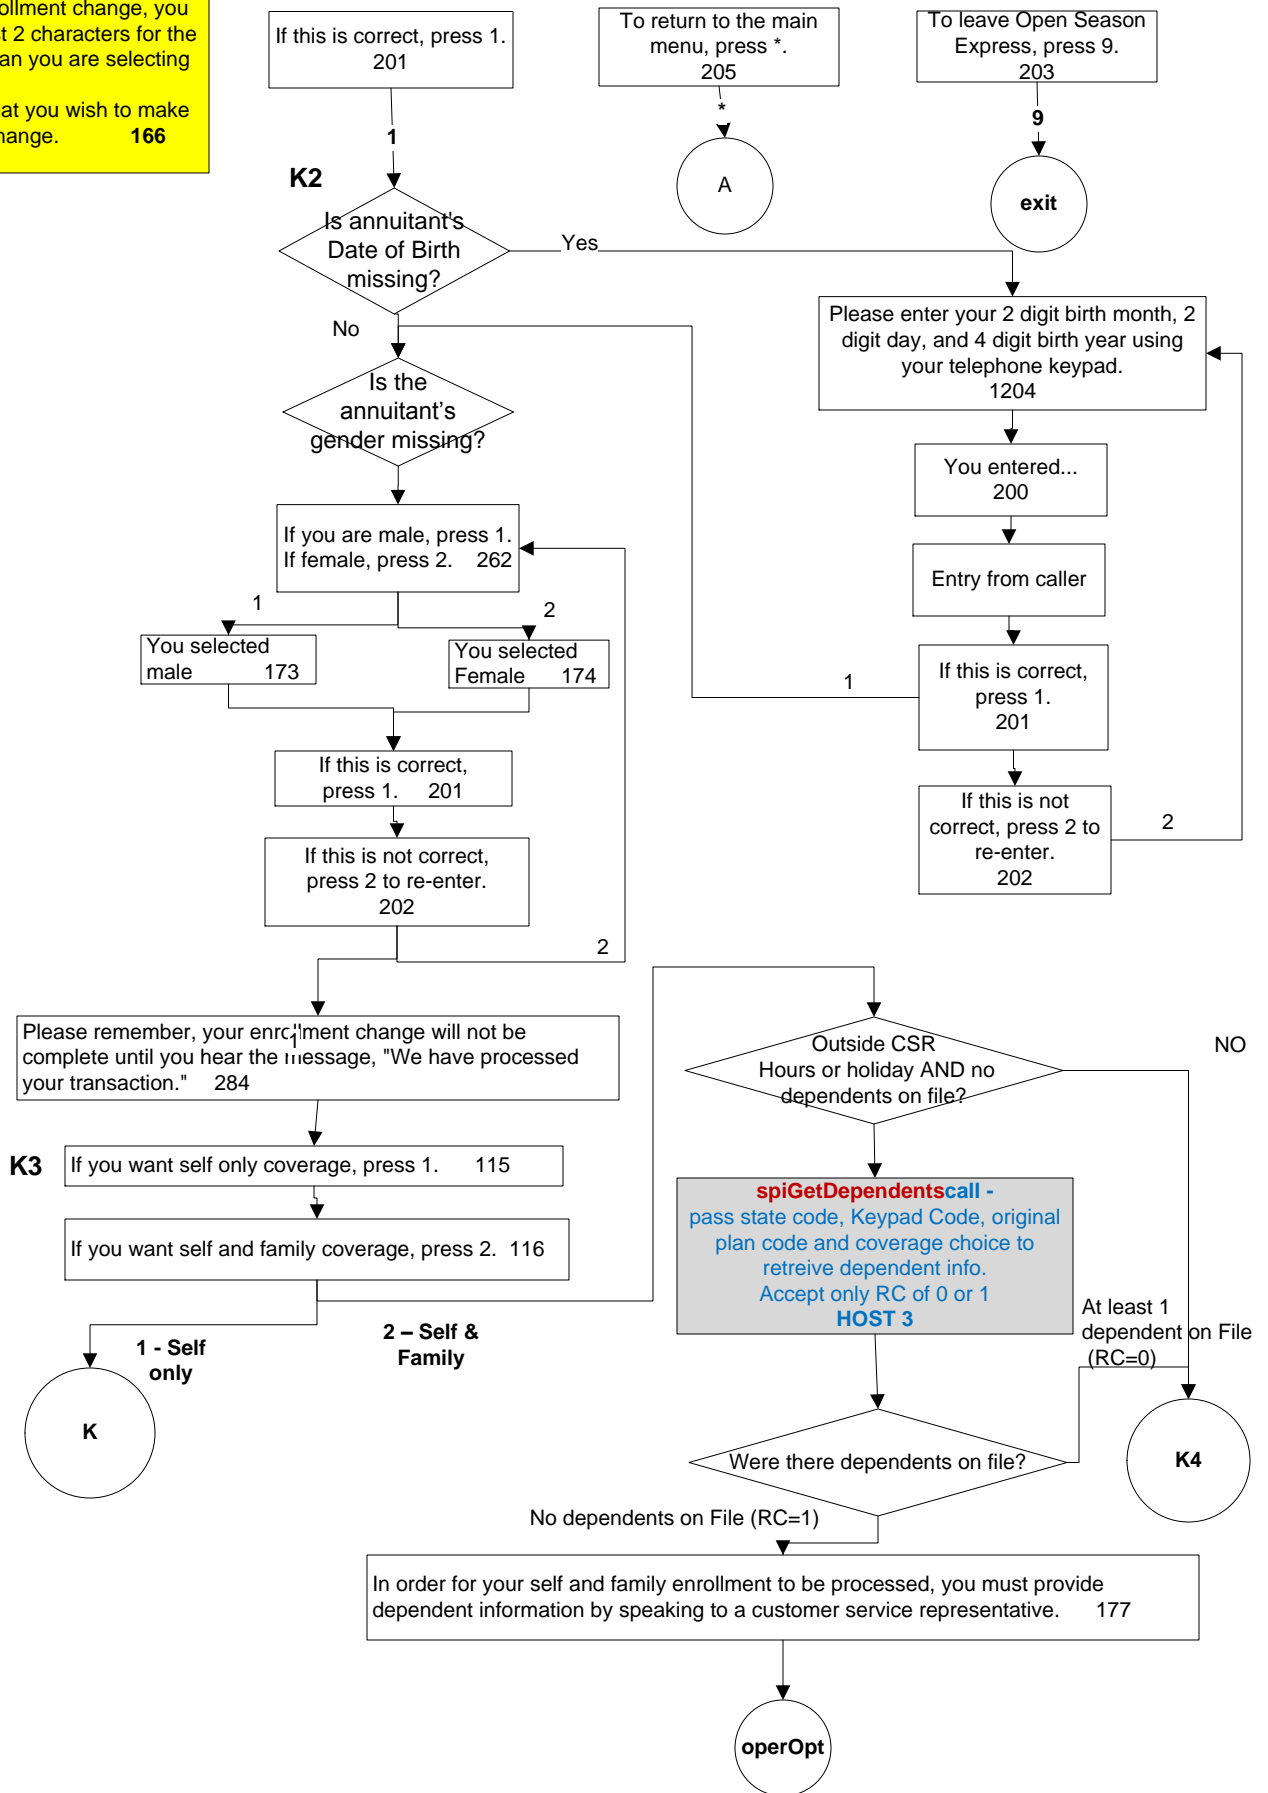 ollment change, you
st 2 characters for the
an you are selecting
hat you wish to make
hange. 166
If this is correct, press 1.
201
To return to the main
menu, press *.
205
To leave Open Season
Express, press 9.
203
1
*
9
K2
A
exit
Is annuitant's
Date of Birth
missing?
Yes
No
Please enter your 2 digit birth month, 2
digit day, and 4 digit birth year using
your telephone keypad.
1204
Is the
annuitant’s
gender missing?
You entered...
200
If you are male, press 1.
If female, press 2. 262
Entry from caller
1
2
You selected
male 173
You selected
Female 174
If this is correct,
press 1.
201
1
If this is correct,
press 1. 201
If this is not
correct, press 2 to
re-enter.
202
2
If this is not correct,
press 2 to re-enter.
202
2
Please remember, your enrollment change will not be
complete until you hear the message, "We have processed
your transaction." 284
1
Outside CSR
Hours or holiday AND no
dependents on file?
NO
K3
If you want self only coverage, press 1. 115
If you want self and family coverage, press 2. 116
spiGetDependentscall -
pass state code, Keypad Code, original
plan code and coverage choice to
retreive dependent info.
Accept only RC of 0 or 1
HOST 3
At least 1
dependent on File
(RC=0)
1 - Self
only
2 – Self &
Family
K
Were there dependents on file?
K4
No dependents on File (RC=1)
In order for your self and family enrollment to be processed, you must provide
dependent information by speaking to a customer service representative. 177
operOpt